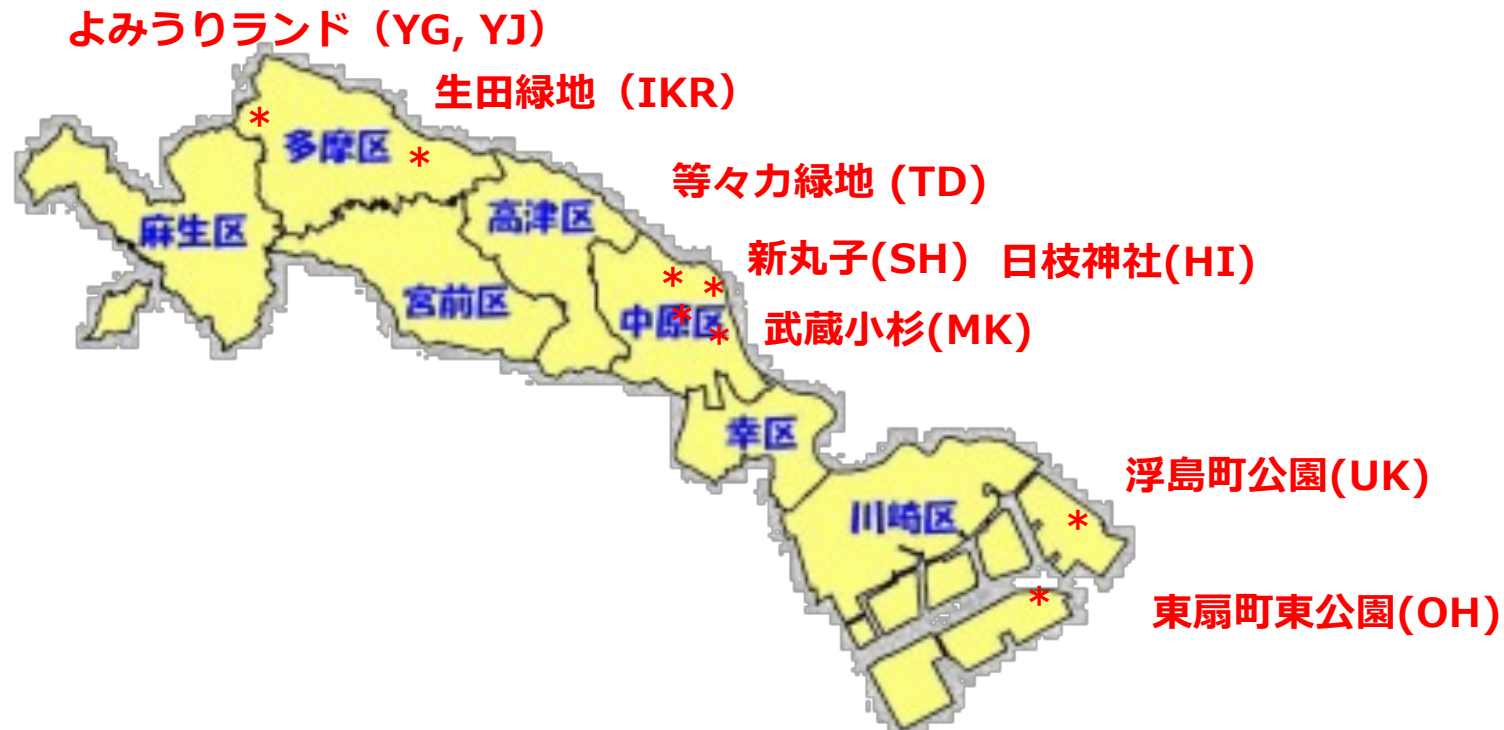 よみうりランド（YG, YJ）
生田緑地（IKR）
多摩区
等々力緑地 (TD)
麻生区
高津区
新丸子(SH) 日枝神社(HI)
宮前区
中原区
武蔵小杉(MK)
幸区
浮島町公園(UK)
川崎区
東扇町東公園(OH)